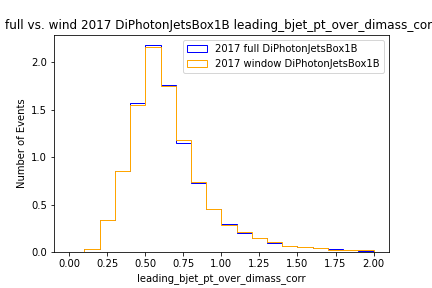 full vs. wind 2017 DiPhotonJetsBox1B leading_bjet_pt_over_dimass_corr
2017 full DiPhotonJetsBox1B
2017 window DiPhotonJetsBox1B
Number of Events
2.0
1.5
1.0
0.5
0.0
0.00 0.25 0.50 0.75 1.00 1.25 1.50 1.75 2.00
leading_bjet_pt_over_dimass_corr